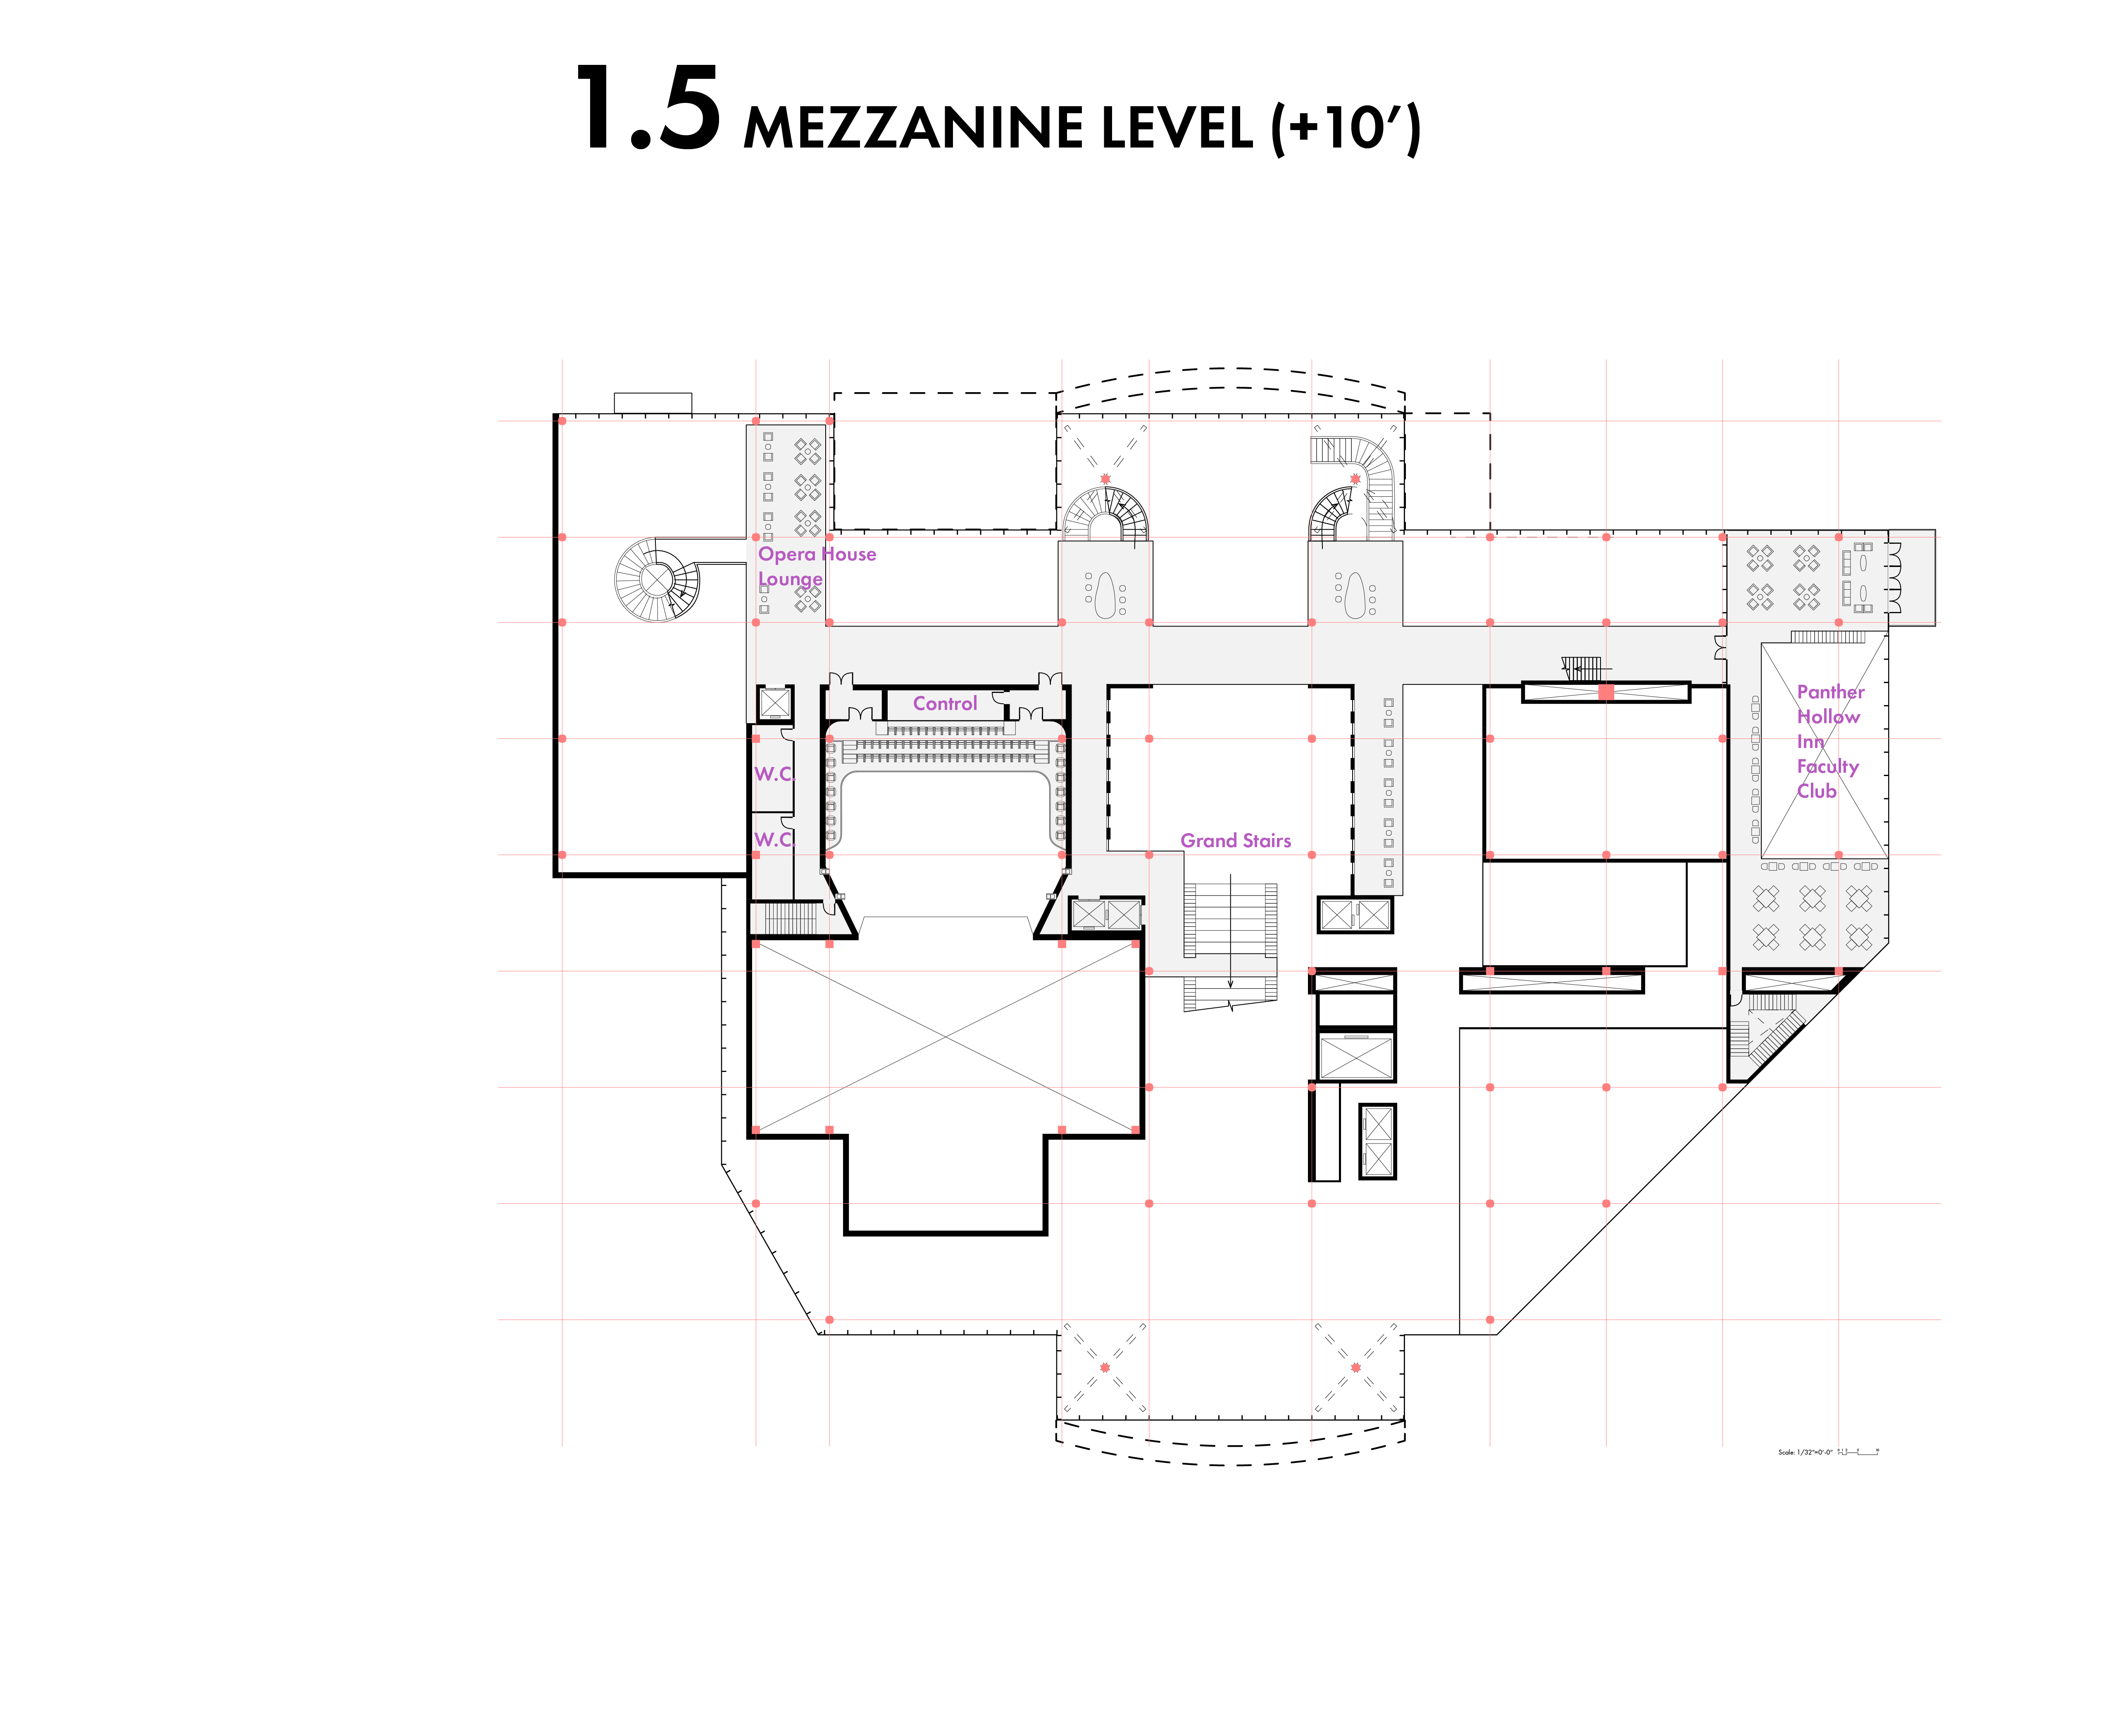 1.5 MEZZANINE LEVEL (+10′)
Opera House
Lounge
Control
Panther
Hollow
Inn
Faculty
Club
W.C.
W.C.
Grand Stairs
Scale: 1/32"=0'-0"